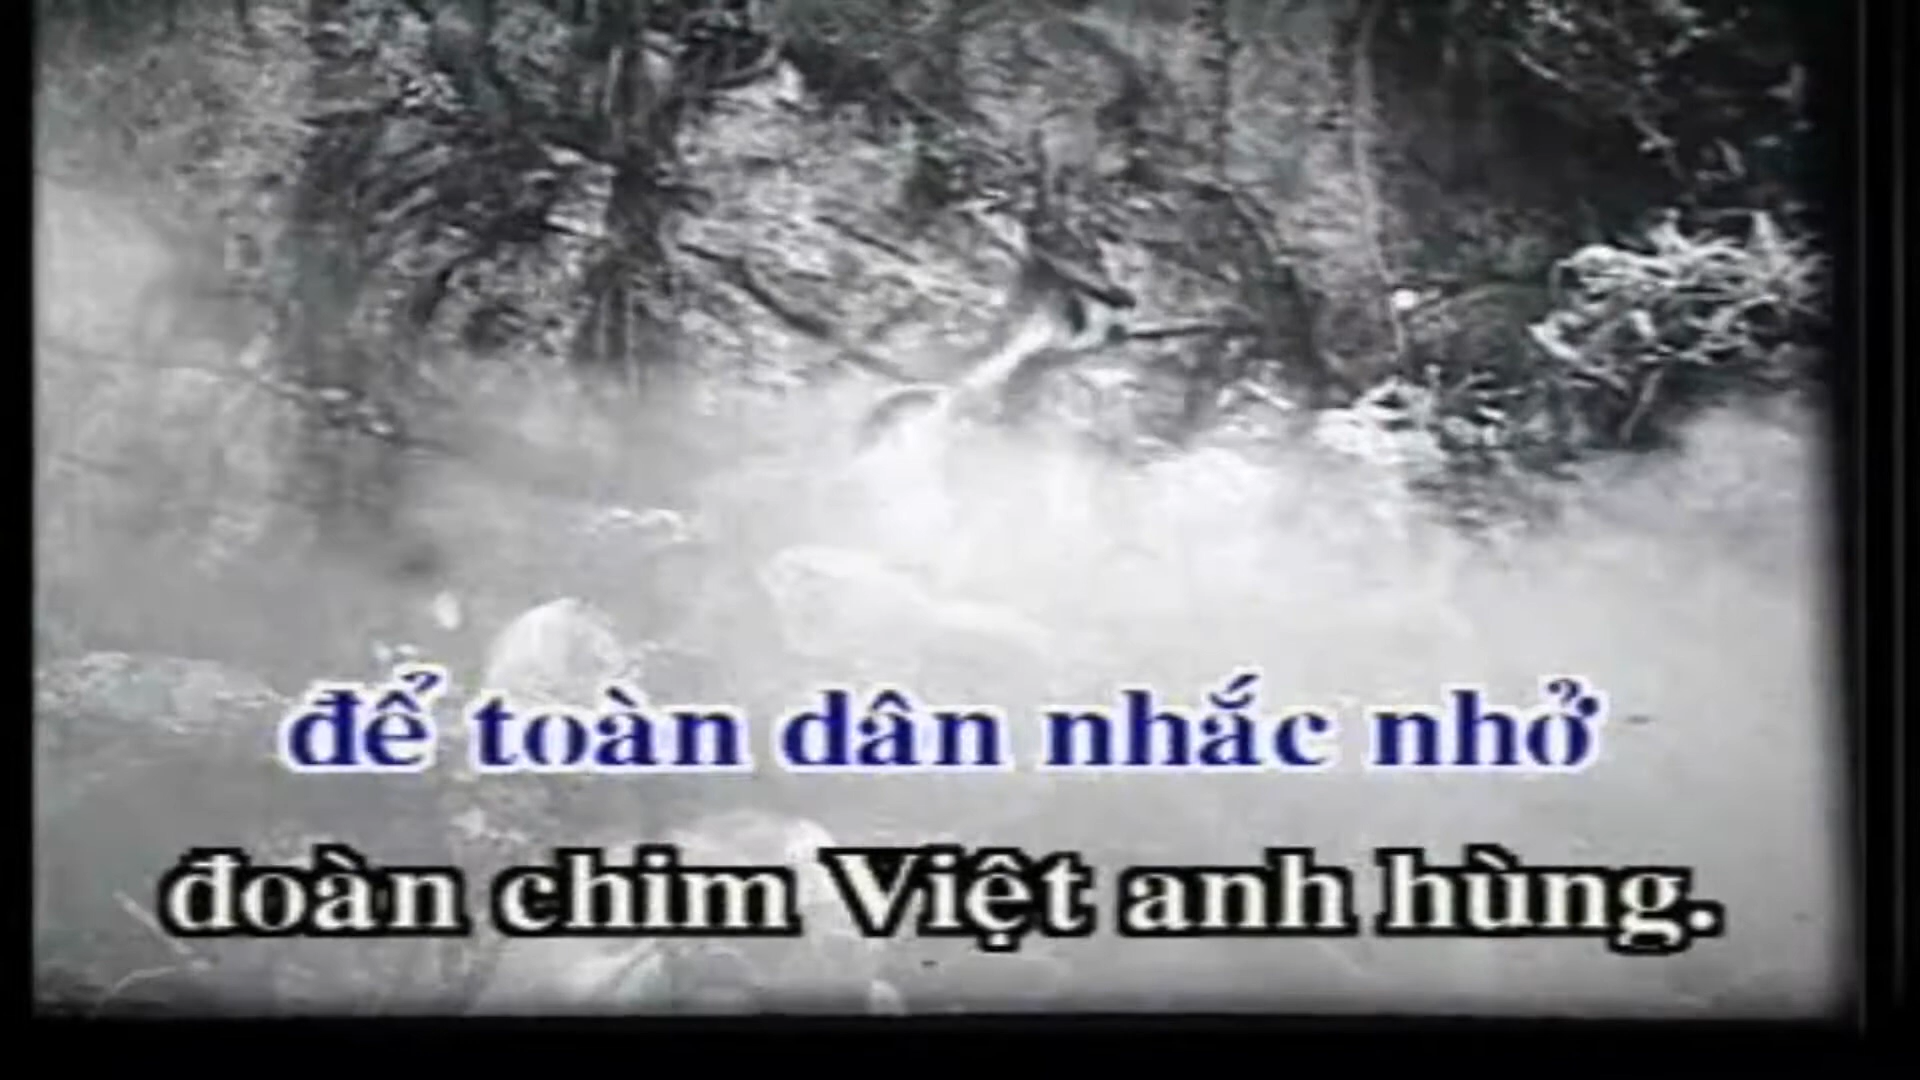 để toàn dân nhắc nhở
đoàn chim Việt anh hùng.